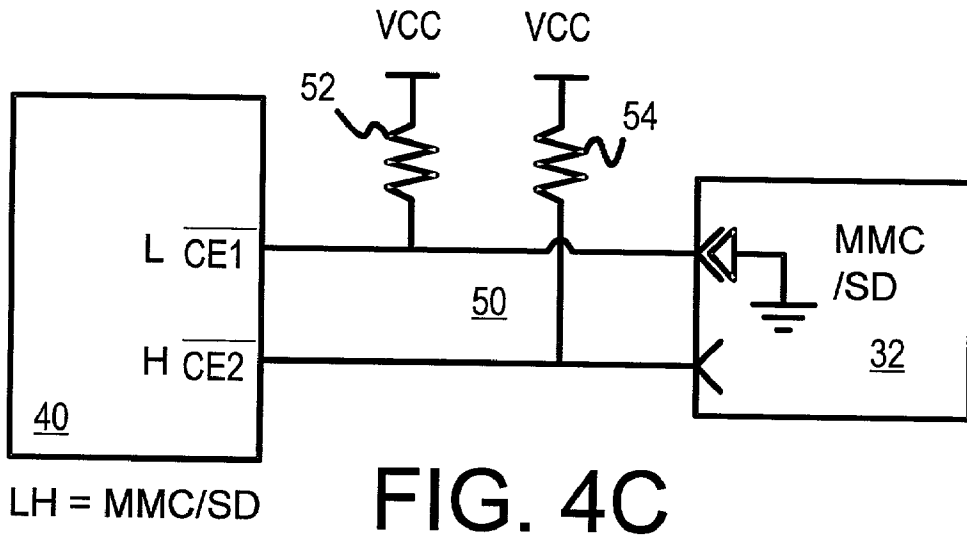 VCC VCC
52
54
L CE1
MMC
/SD
50
H CE2
32
40
LH = MMC/SD
FIG. 4C